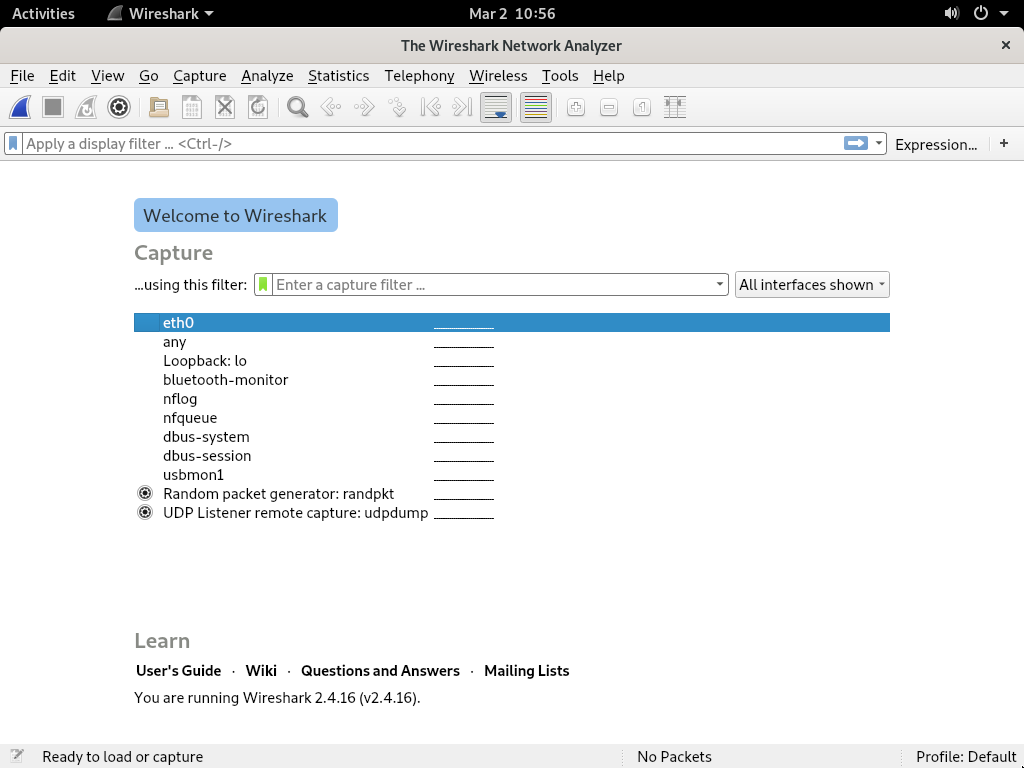 Activities Wireshark Mar 2 10:56
The Wireshark Network Analyzer
File Edit View Go Capture Analyze Statistics Telephony Wireless Tools Help
Apply a display filter ... <Ctrl-/> Expression... +
Welcome to Wireshark
Capture
...using this filter: Enter a capture filter ... All interfaces shown
eth0
any
Loopback: lo
bluetooth-monitor
nflog
nfqueue
dbus-system
dbus-session
usbmon1
Random packet generator: randpkt
UDP Listener remote capture: udpdump
Learn
User's Guide · Wiki · Questions and Answers · Mailing Lists
You are running Wireshark 2.4.16 (v2.4.16).
Ready to load or capture No Packets Profile: Default